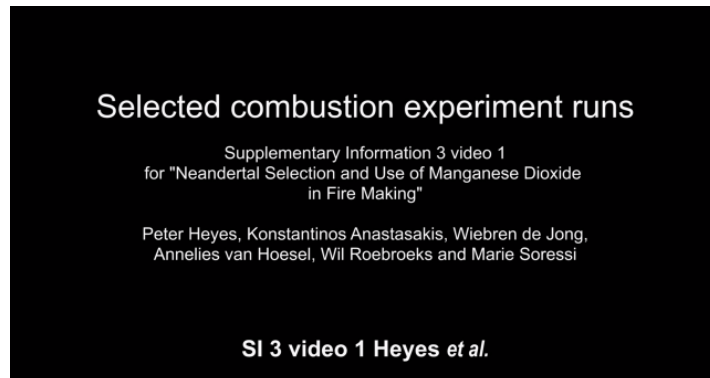 Selected combustion experiment runs
Supplementary Information 3 video 1
for "Neandertal Selection and Use of Manganese Dioxide
in Fire Making"
Peter Heyes, Konstantinos Anastasakis, Wiebren de Jong,
Annelies van Hoesel, Wil Roebroeks and Marie Soressi
SI 3 video 1 Heyes et al.